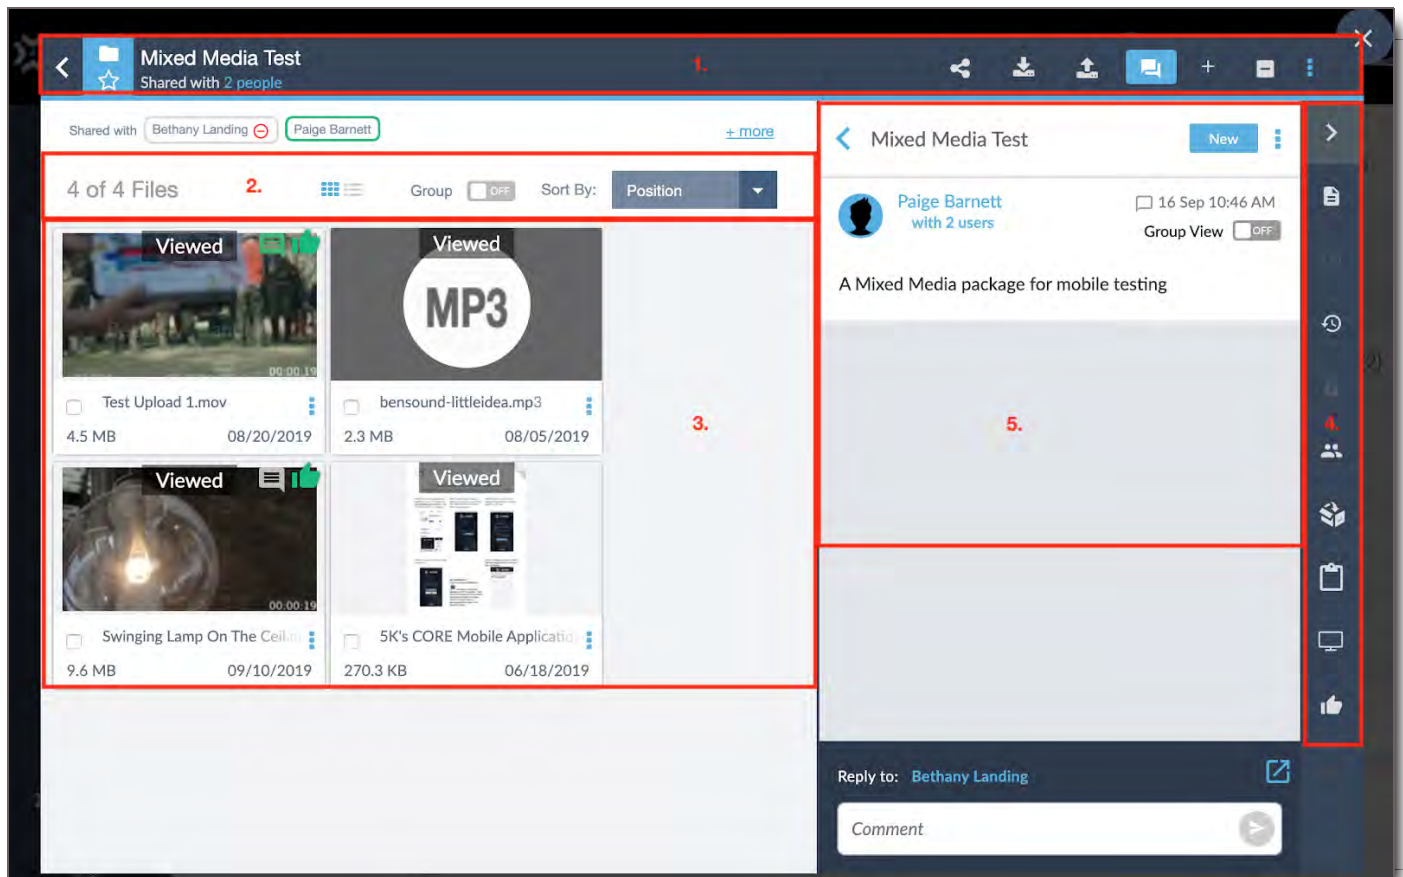 Mixed Media Test
Shared with 2 people
1.
Shared with Bethany Landing Paige Barnett + more
4 of 4 Files 2. Group OFF Sort By: Position
Viewed
00:00:19
Test Upload 1.mov
4.5 MB 08/20/2019
Viewed
MP3
bensound-littleidea.mp3
2.3 MB 08/05/2019
3.
Viewed
00:00:19
Swinging Lamp On The Ceil
9.6 MB 09/10/2019
Viewed
5K's CORE Mobile Applicatio
270.3 KB 06/18/2019
Mixed Media Test New
Paige Barnett 16 Sep 10:46 AM
with 2 users Group View OFF
A Mixed Media package for mobile testing
5.
4.
Reply to: Bethany Landing
Comment